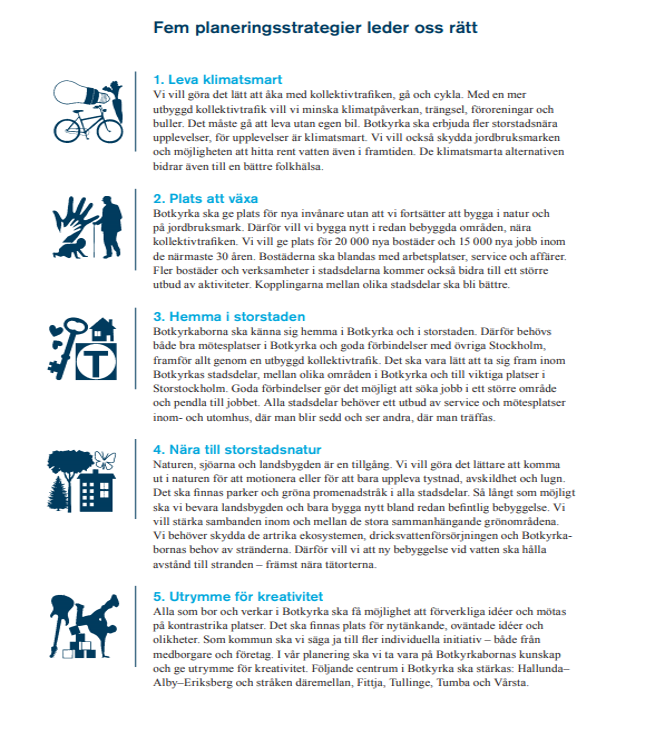 Fem planeringsstrategier leder oss rätt
1. Leva klimatsmart
Vi vill göra det lätt att åka med kollektivtrafiken, gå och cykla. Med en mer
utbyggd kollektivtrafik vill vi minska klimatpåverkan, trängsel, föroreningar och
buller. Det måste gå att leva utan egen bil. Botkyrka ska erbjuda fler storstadsnära
upplevelser, för upplevelser är klimatsmart. Vi vill också skydda jordbruksmarken
och möjligheten att hitta rent vatten även i framtiden. De klimatsmarta alternativen
bidrar även till en bättre folkhälsa.
2. Plats att växa
Botkyrka ska ge plats för nya invånare utan att vi fortsätter att bygga i natur och
på jordbruksmark. Därför vill vi bygga nytt i redan bebyggda områden, nära
kollektivtrafiken. Vi vill ge plats för 20 000 nya bostäder och 15 000 nya jobb inom
de närmaste 30 åren. Bostäderna ska blandas med arbetsplatser, service och affärer.
Fler bostäder och verksamheter i stadsdelarna kommer också bidra till ett större
utbud av aktiviteter. Kopplingarna mellan olika stadsdelar ska bli bättre.
3. Hemma i storstaden
Botkyrkaborna ska känna sig hemma i Botkyrka och i storstaden. Därför behövs
både bra mötesplatser i Botkyrka och goda förbindelser med övriga Stockholm,
framför allt genom en utbyggd kollektivtrafik. Det ska vara lätt att ta sig fram inom
Botkyrkas stadsdelar, mellan olika områden i Botkyrka och till viktiga platser i
Storstockholm. Goda förbindelser gör det möjligt att söka jobb i ett större område
och pendla till jobbet. Alla stadsdelar behöver ett utbud av service och mötesplatser
inom- och utomhus, där man blir sedd och ser andra, där man träffas.
T
4. Nära till storstadsnatur
Naturen, sjöarna och landsbygden är en tillgång. Vi vill göra det lättare att komma
ut i naturen för att motionera eller för att bara uppleva tystnad, avskildhet och lugn.
Det ska finnas parker och gröna promenadstråk i alla stadsdelar. Så långt som möjligt
ska vi bevara landsbygden och bara bygga nytt bland redan befintlig bebyggelse. Vi
vill stärka sambanden inom och mellan de stora sammanhängande grönområdena.
Vi behöver skydda de artrika ekosystemen, dricksvattenförsörjningen och Botkyrka-
bornas behov av stränderna. Därför vill vi att ny bebyggelse vid vatten ska hålla
avstånd till stranden – främst nära tätorterna.
5. Utrymme för kreativitet
Alla som bor och verkar i Botkyrka ska få möjlighet att förverkliga idéer och mötas
på kontrastrika platser. Det ska finnas plats för nytänkande, oväntade idéer och
olikheter. Som kommun ska vi säga ja till fler individuella initiativ – både från
medborgare och företag. I vår planering ska vi ta vara på Botkyrkabornas kunskap
och ge utrymme för kreativitet. Följande centrum i Botkyrka ska stärkas: Hallunda–
Alby–Eriksberg och stråken däremellan, Fittja, Tullinge, Tumba och Vårsta.